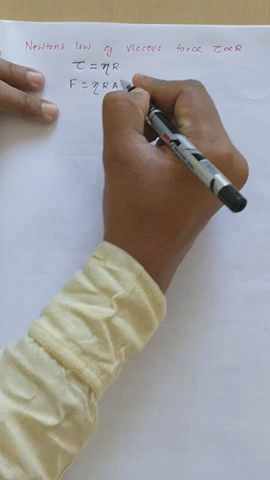 Newtons law of viscous force τ∝R
τ = ηR
F = ηRA